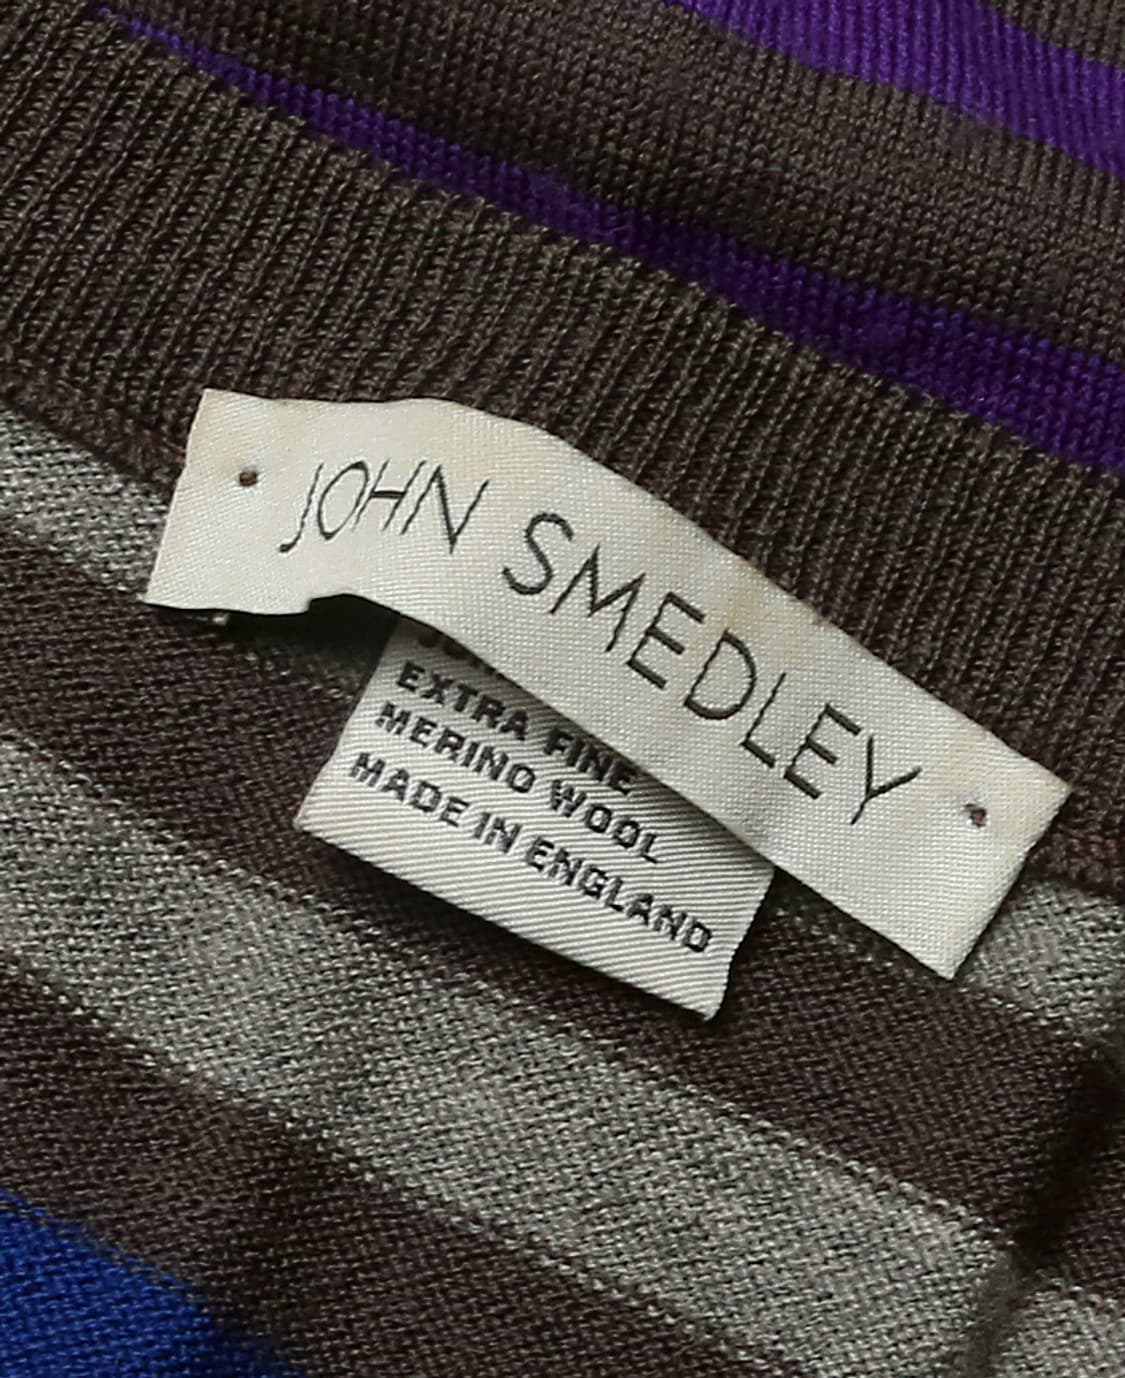 JOHN SMEDLEY
EXTRA FINE
MERINO WOOL
MADE IN ENGLAND